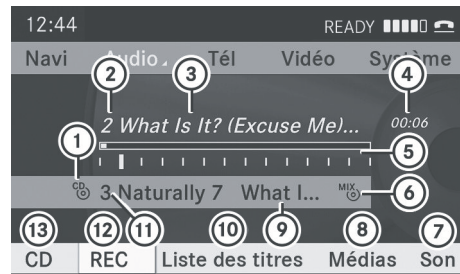 12:44 READY
Navi Audio Tél Vidéo Système
2 3 4
2 What Is It? (Excuse Me)... 00:06
1 5
CD 3 Naturally 7 What I... MIX 6
13 12 11 10 9 8 7
CD REC Liste des titres Médias Son